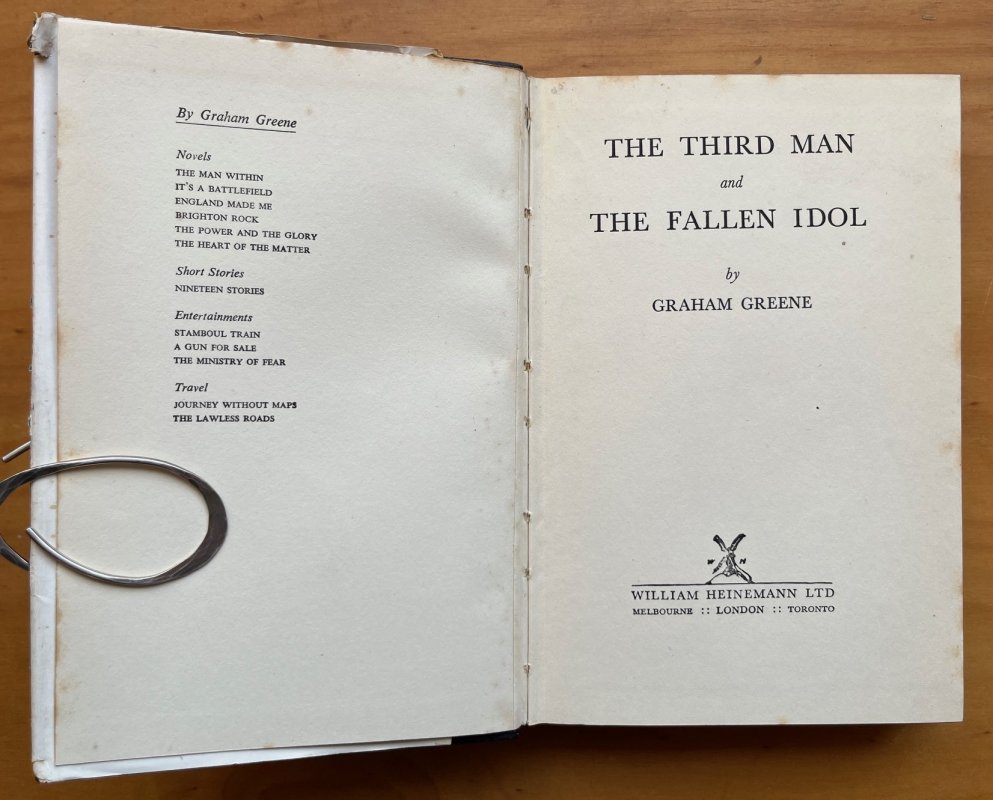 By Graham Greene
Novels
THE MAN WITHIN
IT'S A BATTLEFIELD
ENGLAND MADE ME
BRIGHTON ROCK
THE POWER AND THE GLORY
THE HEART OF THE MATTER
Short Stories
NINETEEN STORIES
Entertainments
STAMBOUL TRAIN
A GUN FOR SALE
THE MINISTRY OF FEAR
Travel
JOURNEY WITHOUT MAPS
THE LAWLESS ROADS
THE THIRD MAN
and
THE FALLEN IDOL
by
GRAHAM GREENE
W H
WILLIAM HEINEMANN LTD
MELBOURNE :: LONDON :: TORONTO